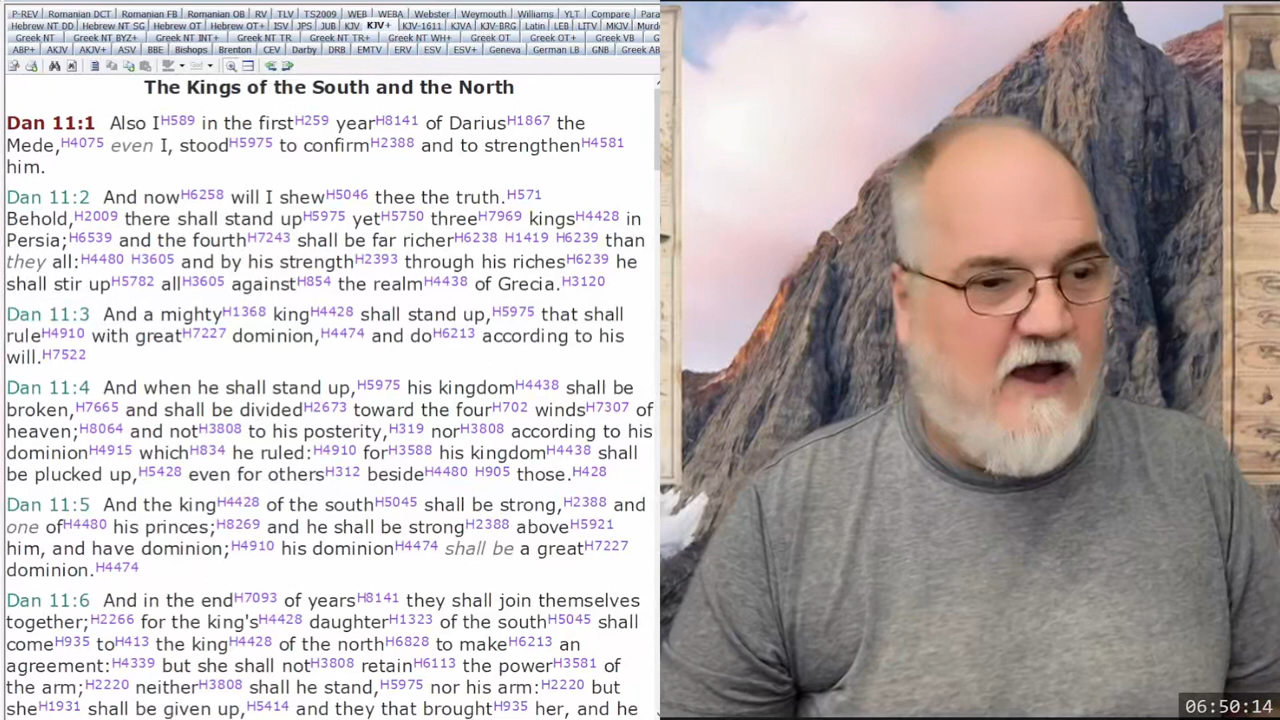 P-REV Romanian DCT Romanian FB Romanian OB RV TLV TS2009 WEB WEBA Webster Weymouth Williams YLT Compare Para
Hebrew NT DD Hebrew NT SG Hebrew OT Hebrew OT+ ISV JPS JUB KJV KJV+ KJV-1611 KJVA KJV-BRG Latin LEB LITV MKJV Murdo
Greek NT Greek NT BYZ+ Greek NT INT+ Greek NT TR Greek NT TR+ Greek NT WH+ Greek OT Greek OT+ Greek VB Greek
ABP+ AKJV AKJV+ ASV BBE Bishops Brenton CEV Darby DRB EMTV ERV ESV ESV+ Geneva German LB GNB Greek AB
The Kings of the South and the North
Dan 11:1 Also IH589 in the firstH259 yearH8141 of DariusH1867 the
Mede,H4075 even I, stoodH5975 to confirmH2388 and to strengthenH4581
him.
Dan 11:2 And nowH6258 will I shewH5046 thee the truth.H571
Behold,H2009 there shall stand upH5975 yetH5750 threeH7969 kingsH4428 in
Persia;H6539 and the fourthH7243 shall be far richerH6238 H1419 H6239 than
they all:H4480 H3605 and by his strengthH2393 through his richesH6239 he
shall stir upH5782 allH3605 againstH854 the realmH4438 of Grecia.H3120
Dan 11:3 And a mightyH1368 kingH4428 shall stand up,H5975 that shall
ruleH4910 with greatH7227 dominion,H4474 and doH6213 according to his
will.H7522
Dan 11:4 And when he shall stand up,H5975 his kingdomH4438 shall be
broken,H7665 and shall be dividedH2673 toward the fourH702 windsH7307 of
heaven;H8064 and notH3808 to his posterity,H319 norH3808 according to his
dominionH4915 whichH834 he ruled:H4910 forH3588 his kingdomH4438 shall
be plucked up,H5428 even for othersH312 besideH4480 H905 those.H428
Dan 11:5 And the kingH4428 of the southH5045 shall be strong,H2388 and
one ofH4480 his princes;H8269 and he shall be strongH2388 aboveH5921
him, and have dominion;H4910 his dominionH4474 shall be a greatH7227
dominion.H4474
Dan 11:6 And in the endH7093 of yearsH8141 they shall join themselves
together;H2266 for the king'sH4428 daughterH1323 of the southH5045 shall
comeH935 toH413 the kingH4428 of the northH6828 to makeH6213 an
agreement:H4339 but she shall notH3808 retainH6113 the powerH3581 of
the arm;H2220 neitherH3808 shall he stand,H5975 nor his arm:H2220 but
sheH1931 shall be given up,H5414 and they that broughtH935 her, and he
06:50:14